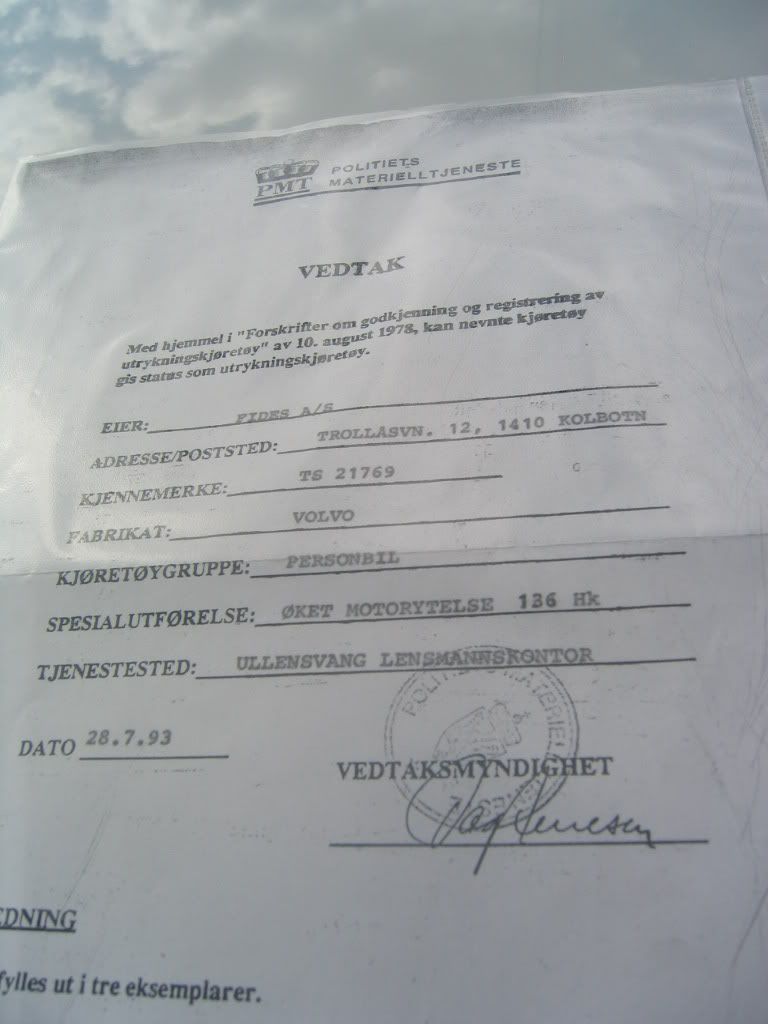 PMT POLITIETS
MATERIELLTJENESTE
VEDTAK
Med hjemmel i "Forskrifter om godkjenning og registrering av
utrykningskjøretøy" av 10. august 1978, kan nevnte kjøretøy
gis status som utrykningskjøretøy.
EIER: FIDES A/S
ADRESSE/POSTSTED: TROLLÅSVN. 12, 1410 KOLBOTN
KJENNEMERKE: TS 21769
FABRIKAT: VOLVO
KJØRETØYGRUPPE: PERSONBIL
SPESIALUTFØRELSE: ØKET MOTORYTELSE 136 Hk
TJENESTESTED: ULLENSVANG LENSMANNSKONTOR
DATO 28.7.93
VEDTAKSMYNDIGHET
EDNING
fylles ut i tre eksemplarer.